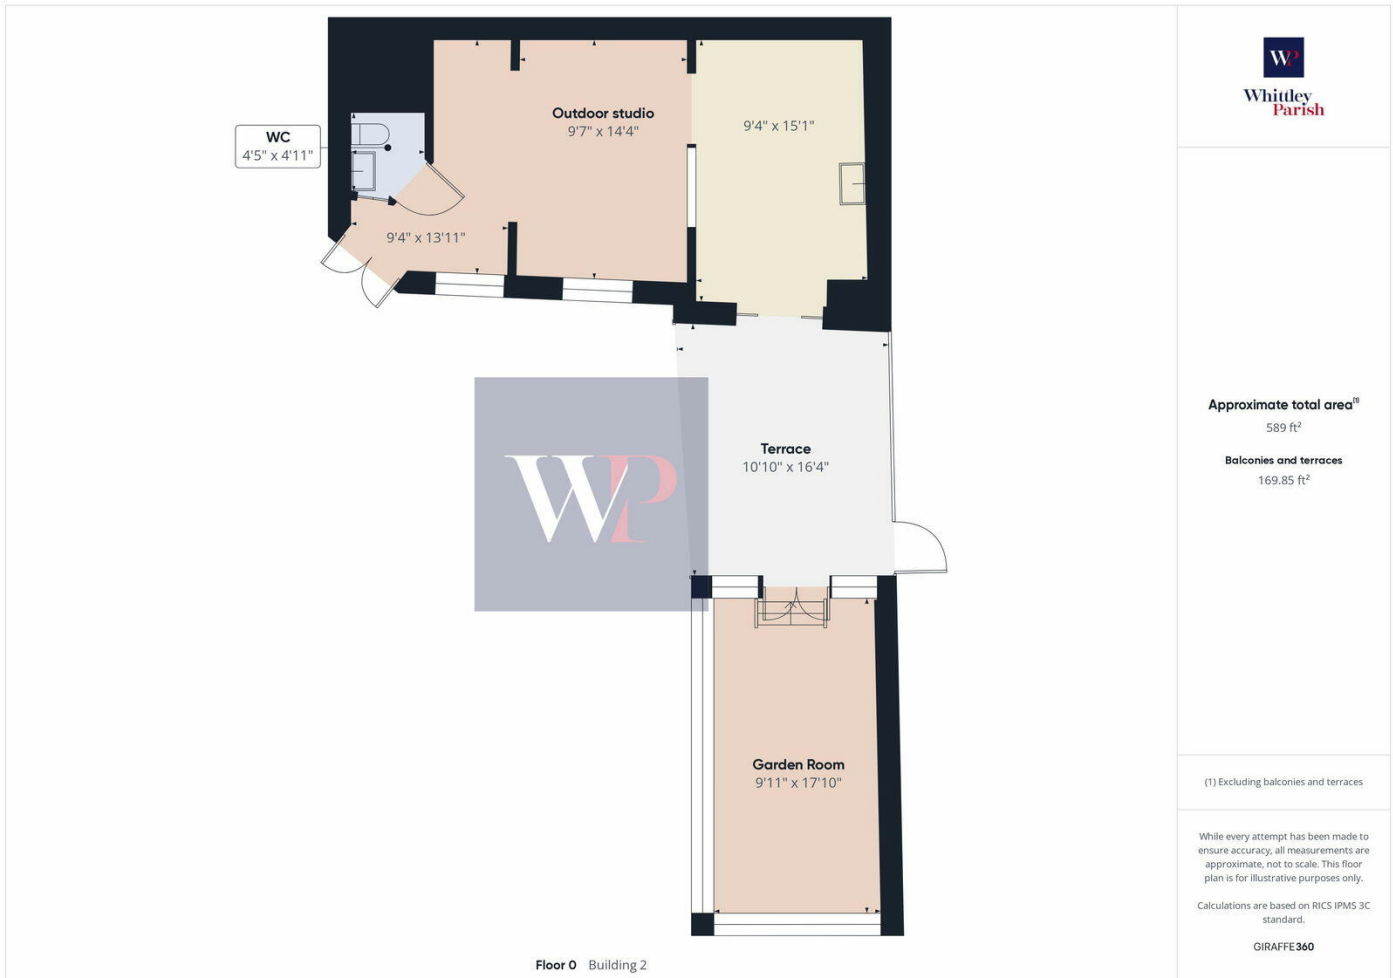 WC
4'5" x 4'11"
Outdoor studio
9'7" x 14'4"
9'4" x 15'1"
9'4" x 13'11"
Terrace
10'10" x 16'4"
WP
Garden Room
9'11" x 17'10"
Floor 0 Building 2
WP
Whittley
Parish
Approximate total area(1)
589 ft²
Balconies and terraces
169.85 ft²
(1) Excluding balconies and terraces
While every attempt has been made to
ensure accuracy, all measurements are
approximate, not to scale. This floor
plan is for illustrative purposes only.
Calculations are based on RICS IPMS 3C
standard.
GIRAFFE360